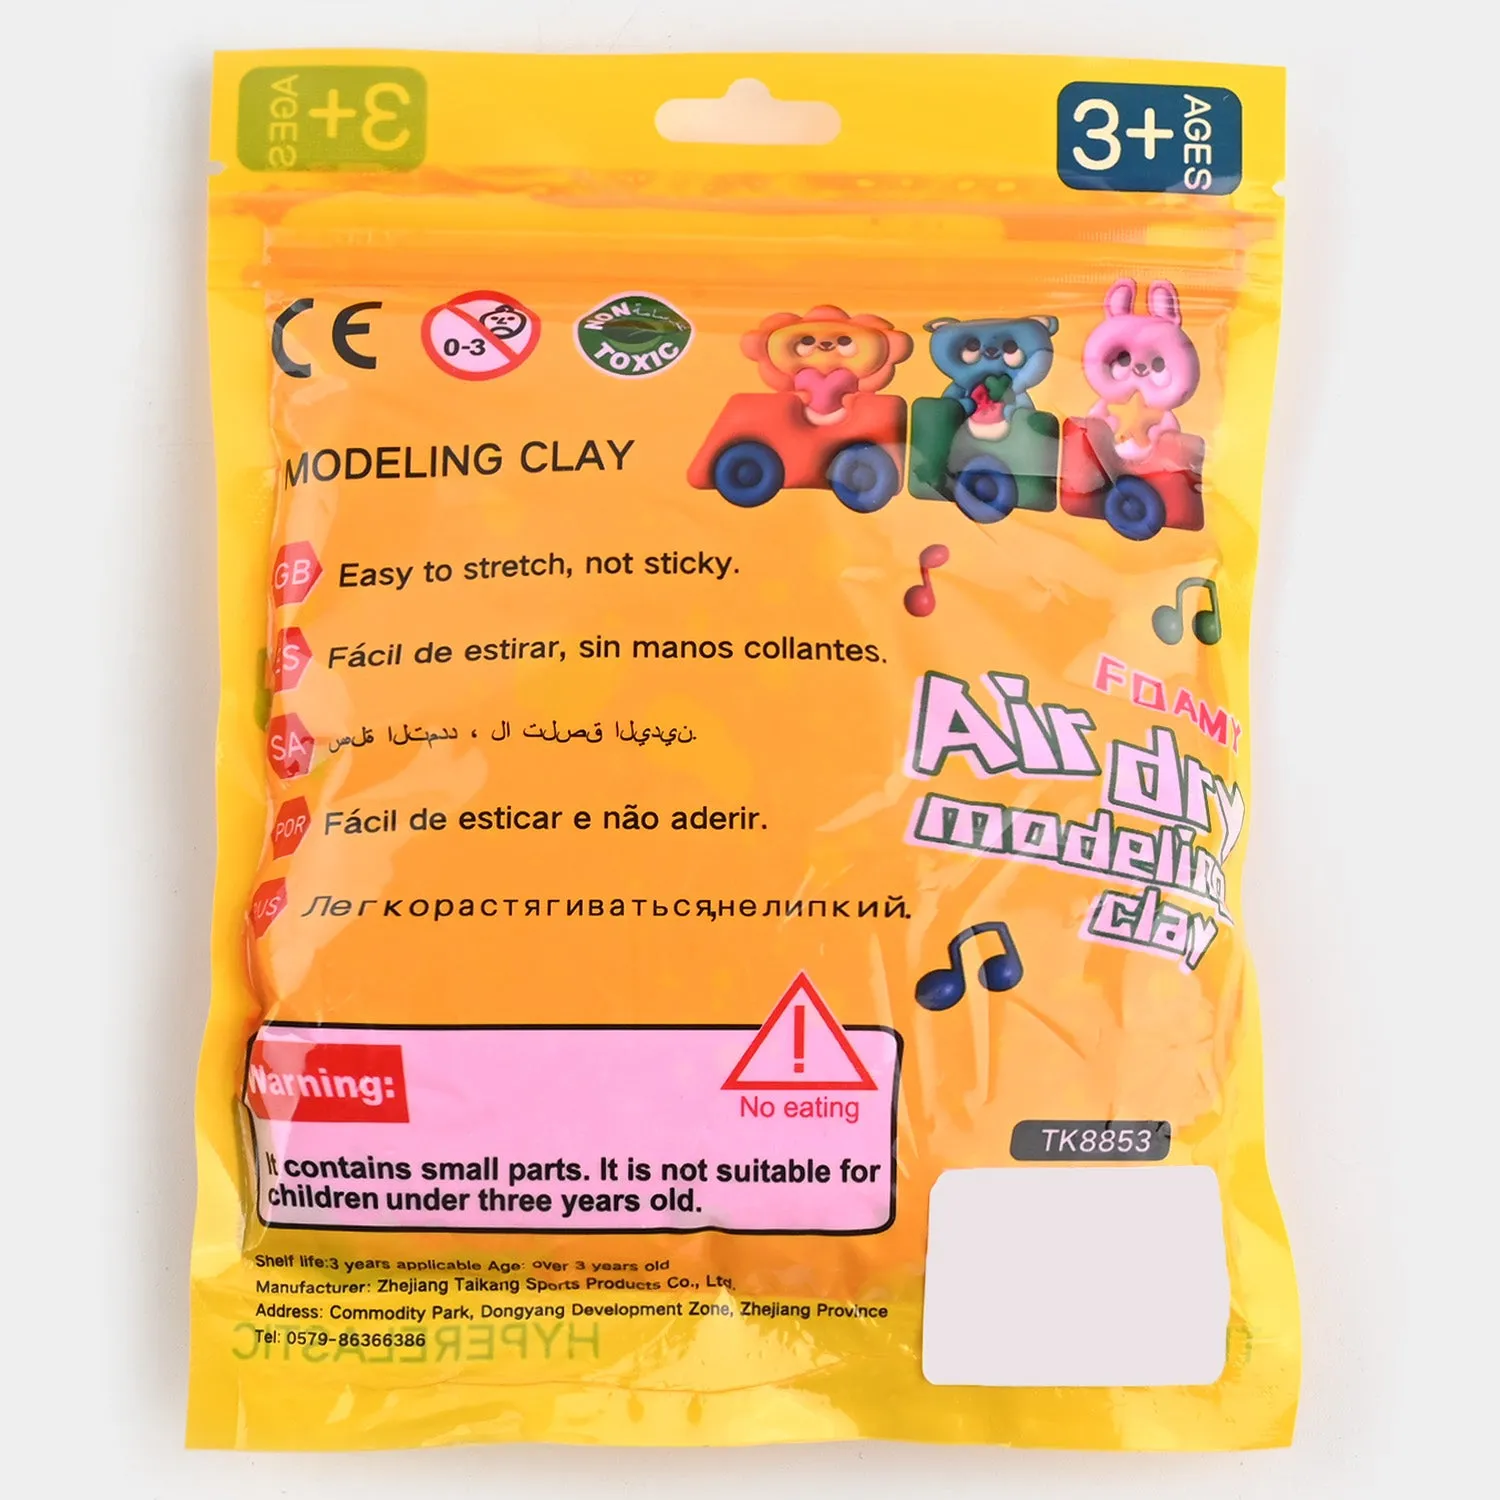 3+ AGES
3+ AGES
CE
0-3
NON
TOXIC
MODELING CLAY
GB Easy to stretch, not sticky.
ES Fácil de estirar, sin manos collantes.
SA
POR Fácil de esticar e não aderir.
RUS Легкорастягиваться,нелипкий.
FOAMY
Air dry
modeling
clay
Warning:
No eating
It contains small parts. It is not suitable for
children under three years old.
TK8853
Shelf life:3 years applicable Age: over 3 years old
Manufacturer: Zhejiang Taikang Sports Products Co., Ltd.
Address: Commodity Park, Dongyang Development Zone, Zhejiang Province
Tel: 0579-86366386
HYPERELASTIC